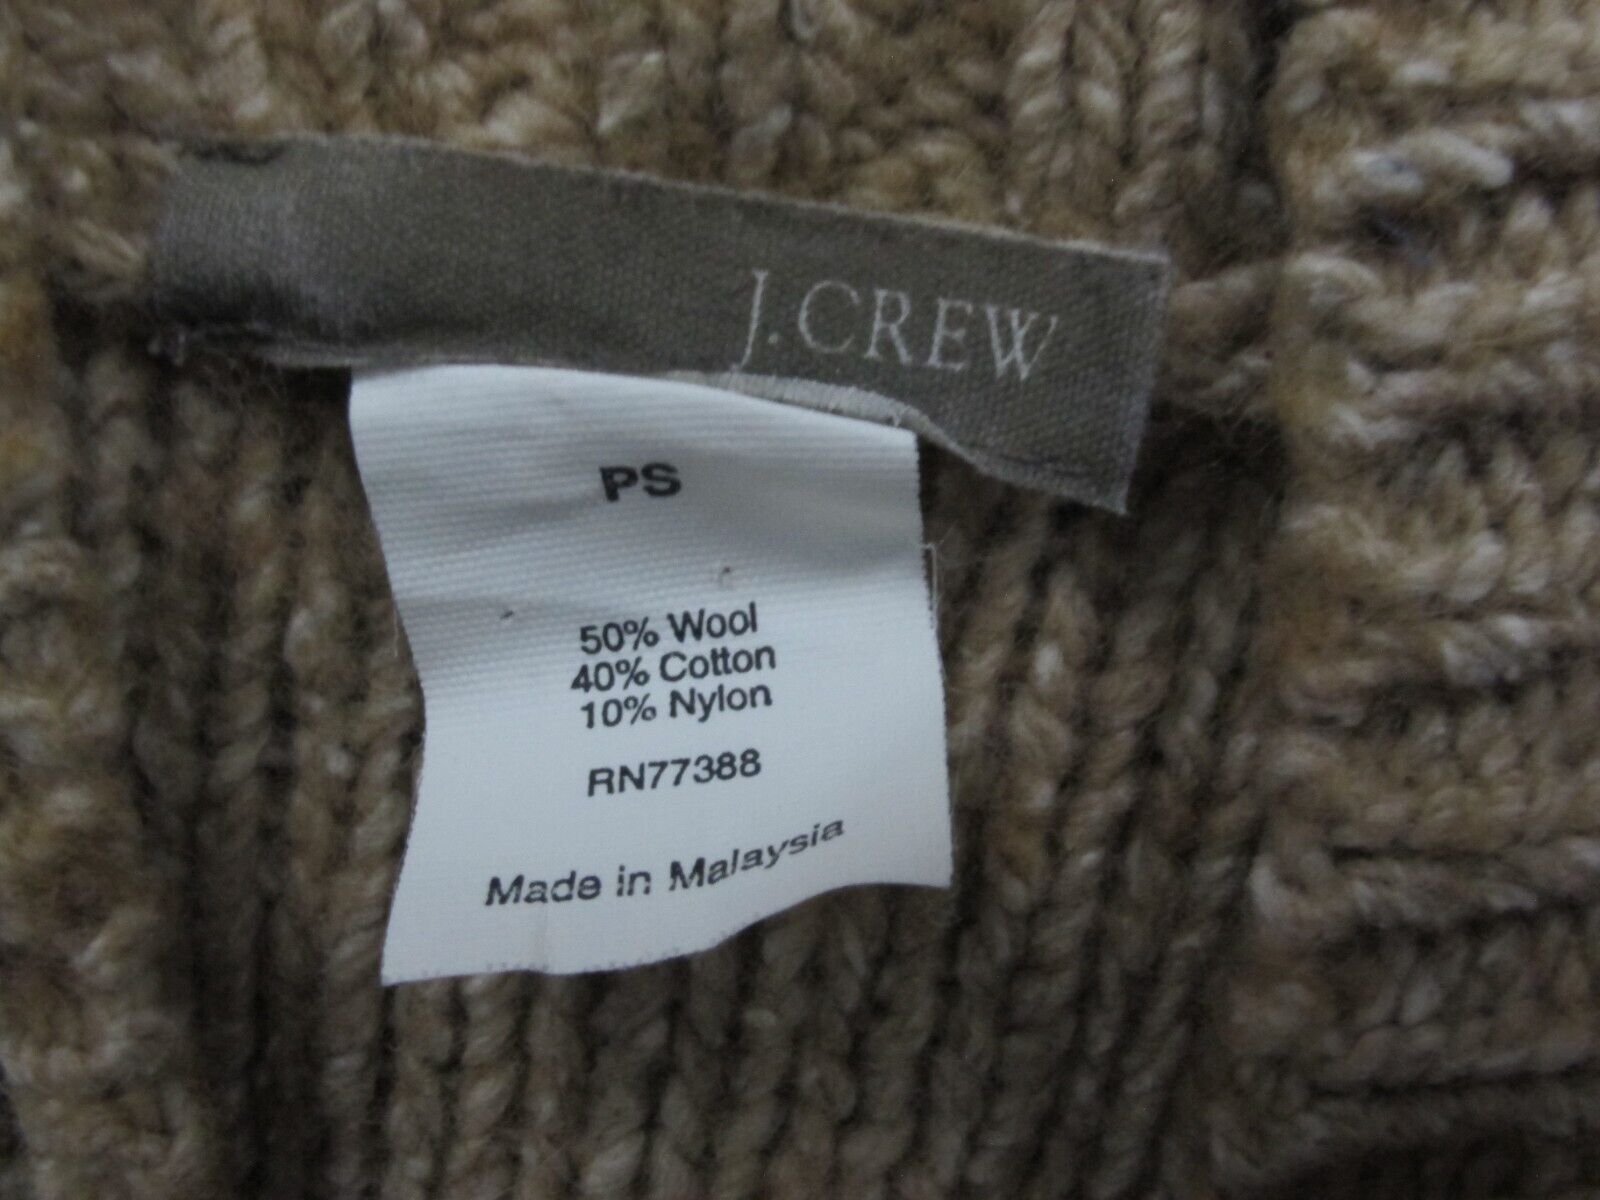 J.CREW
PS
50% Wool
40% Cotton
10% Nylon
RN77388
Made in Malaysia